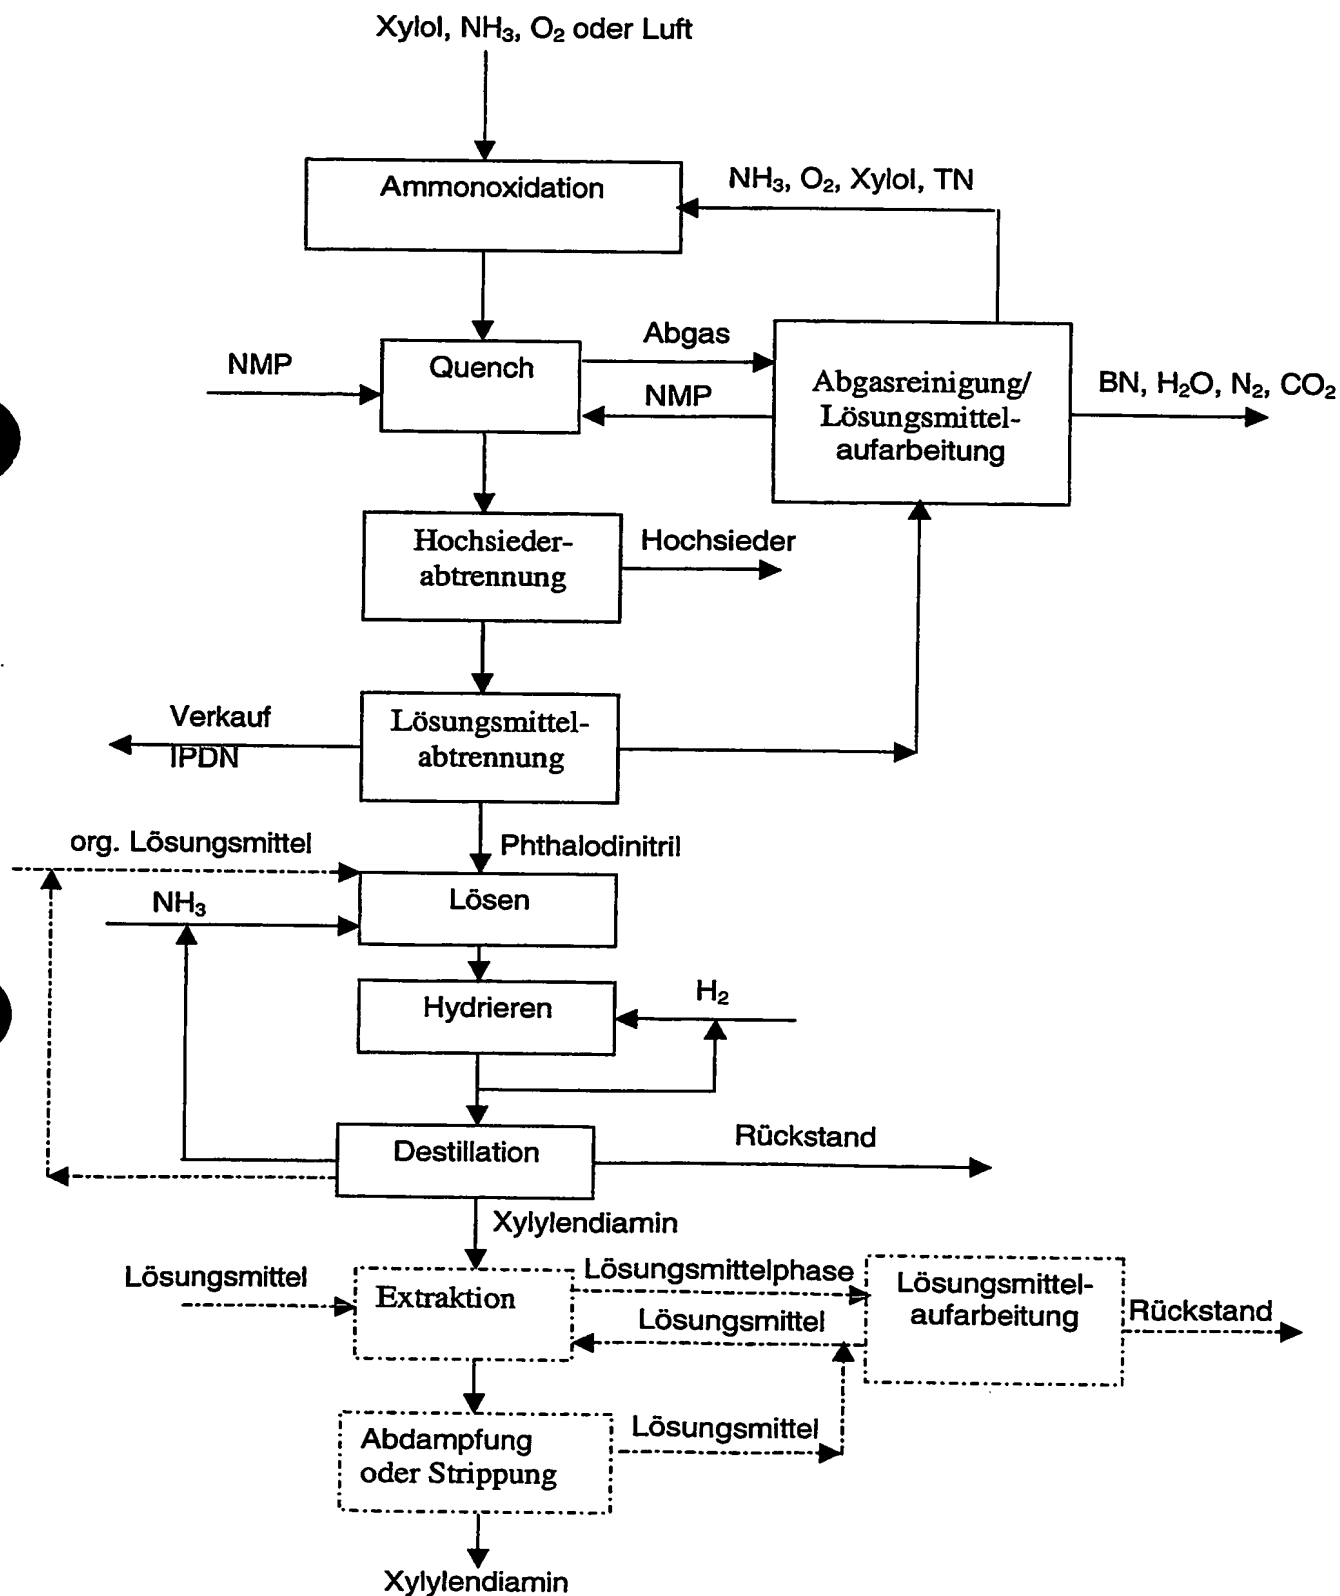 Xylol, NH₃, O₂ oder Luft
Ammonoxidation
NH₃, O₂, Xylol, TN
Abgas
NMP
Quench
NMP
Abgasreinigung/
Lösungsmittel-
aufarbeitung
BN, H₂O, N₂, CO₂
Hochsieder-
abtrennung
Hochsieder
Verkauf
IPDN
Lösungsmittel-
abtrennung
org. Lösungsmittel
Phthalodinitril
NH₃
Lösen
Hydrieren
H₂
Destillation
Rückstand
Xylylendiamin
Lösungsmittel
Extraktion
Lösungsmittelphase
Lösungsmittel
Lösungsmittel-
aufarbeitung
Rückstand
Abdampfung
oder Strippung
Lösungsmittel
Xylylendiamin